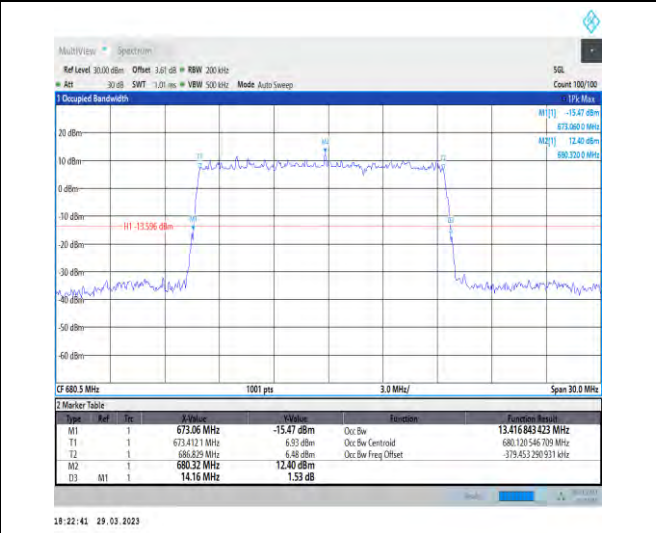 MultiView Spectrum
Ref Level 30.00 dBm Offset 3.61 dB RBW 200 kHz SGL
Att 30 dB SWT 1.01 ms VBW 500 kHz Mode Auto Sweep Count 100/100
1 Occupied Bandwidth 1Pk Max
M1[1] -15.47 dBm
673.060 0 MHz
M2[1] 12.40 dBm
680.320 0 MHz
20 dBm
M2
10 dBm
T1
T2
0 dBm
-10 dBm
M1
D3
H1 -13.596 dBm
-20 dBm
-30 dBm
-40 dBm
-50 dBm
-60 dBm
CF 680.5 MHz 1001 pts 3.0 MHz/ Span 30.0 MHz
2 Marker Table
Type Ref Trc X-Value Y-Value Function Function Result
M1 1 673.06 MHz -15.47 dBm Occ Bw 13.416 843 423 MHz
T1 1 673.412 1 MHz 6.93 dBm Occ Bw Centroid 680.120 546 709 MHz
T2 1 686.829 MHz 6.48 dBm Occ Bw Freq Offset -379.453 290 931 kHz
M2 1 680.32 MHz 12.40 dBm
D3 M1 1 14.16 MHz 1.53 dB
18:22:41 29.03.2023